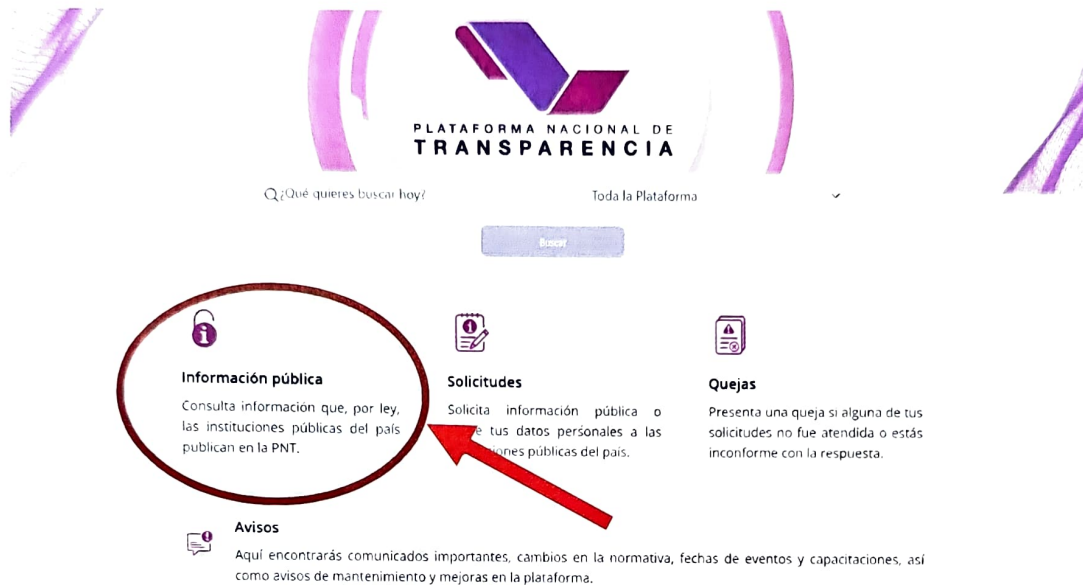 PLATAFORMA NACIONAL DE
TRANSPARENCIA
¿Qué quieres buscar hoy?
Toda la Plataforma
Buscar
Información pública
Consulta información que, por ley,
las instituciones públicas del país
publican en la PNT.
Solicitudes
Solicita información pública o
tus datos personales a las
públicas del país.
Quejas
Presenta una queja si alguna de tus
solicitudes no fue atendida o estás
inconforme con la respuesta.
Avisos
Aquí encontrarás comunicados importantes, cambios en la normativa, fechas de eventos y capacitaciones, así
como avisos de mantenimiento y mejoras en la plataforma.